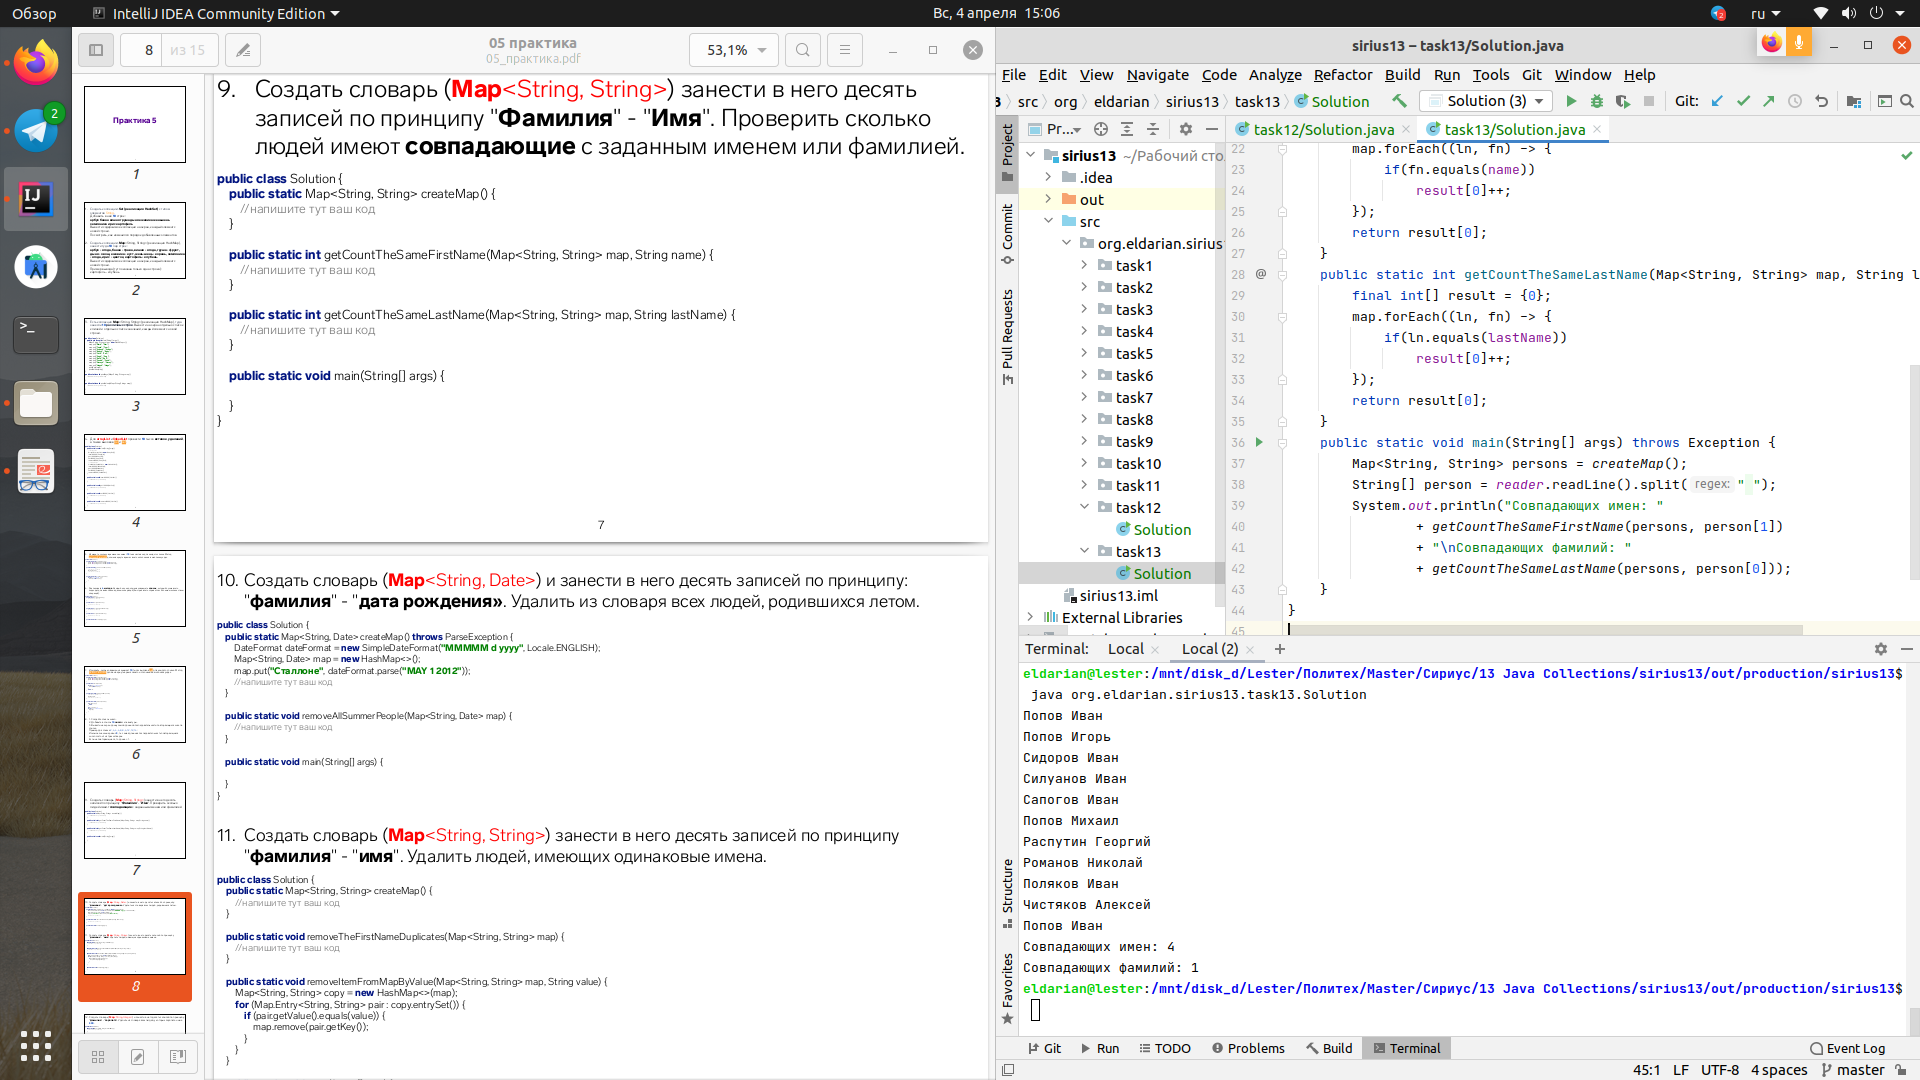 Обзор
IntelliJ IDEA Community Edition
Вс, 4 апреля 15:06
ru
2
8
из 15
05 практика
05_практика.pdf
53,1%
Практика 5
1
2
3
4
5
6
7
8
9. Создать словарь (Map<String, String>) занести в него десять
записей по принципу "Фамилия" - "Имя". Проверить сколько
людей имеют совпадающие с заданным именем или фамилией.
public class Solution {
public static Map<String, String> createMap() {
//напишите тут ваш код
}
public static int getCountTheSameFirstName(Map<String, String> map, String name) {
//напишите тут ваш код
}
public static int getCountTheSameLastName(Map<String, String> map, String lastName) {
//напишите тут ваш код
}
public static void main(String[] args) {
}
}
7
10. Создать словарь (Map<String, Date>) и занести в него десять записей по принципу:
"фамилия" - "дата рождения». Удалить из словаря всех людей, родившихся летом.
public class Solution {
public static Map<String, Date> createMap() throws ParseException {
DateFormat dateFormat = new SimpleDateFormat("MMMMM d yyyy", Locale.ENGLISH);
Map<String, Date> map = new HashMap<>();
map.put("Сталлоне", dateFormat.parse("MAY 1 2012"));
//напишите тут ваш код
}
public static void removeAllSummerPeople(Map<String, Date> map) {
//напишите тут ваш код
}
public static void main(String[] args) {
}
}
11. Создать словарь (Map<String, String>) занести в него десять записей по принципу
"фамилия" - "имя". Удалить людей, имеющих одинаковые имена.
public class Solution {
public static Map<String, String> createMap() {
//напишите тут ваш код
}
public static void removeTheFirstNameDuplicates(Map<String, String> map) {
//напишите тут ваш код
}
public static void removeItemFromMapByValue(Map<String, String> map, String value) {
Map<String, String> copy = new HashMap<>(map);
for (Map.Entry<String, String> pair : copy.entrySet()) {
if (pair.getValue().equals(value)) {
map.remove(pair.getKey());
}
}
}
sirius13 – task13/Solution.java
File Edit View Navigate Code Analyze Refactor Build Run Tools Git Window Help
3 src org eldarian sirius13 task13 Solution
Solution (3)
Git:
Pr...
task12/Solution.java
task13/Solution.java
Project
Commit
Pull Requests
Structure
Favorites
sirius13 ~/Рабочий сто
.idea
out
src
org.eldarian.sirius
task1
task2
task3
task4
task5
task6
task7
task8
task9
task10
task11
task12
Solution
task13
Solution
sirius13.iml
External Libraries
22 map.forEach((ln, fn) -> {
23 if(fn.equals(name))
24 result[0]++;
25 });
26 return result[0];
27 }
28 @ public static int getCountTheSameLastName(Map<String, String> map, String l
29 final int[] result = {0};
30 map.forEach((ln, fn) -> {
31 if(ln.equals(lastName))
32 result[0]++;
33 });
34 return result[0];
35 }
36 public static void main(String[] args) throws Exception {
37 Map<String, String> persons = createMap();
38 String[] person = reader.readLine().split( regex: " ");
39 System.out.println("Совпадающих имен: "
40 + getCountTheSameFirstName(persons, person[1])
41 + "\nСовпадающих фамилий: "
42 + getCountTheSameLastName(persons, person[0]));
43 }
44 }
45
Terminal: Local Local (2)
eldarian@lester:/mnt/disk_d/Lester/Политех/Master/Сириус/13 Java Collections/sirius13/out/production/sirius13$
java org.eldarian.sirius13.task13.Solution
Попов Иван
Попов Игорь
Сидоров Иван
Силуанов Иван
Сапогов Иван
Попов Михаил
Распутин Георгий
Романов Николай
Поляков Иван
Чистяков Алексей
Попов Иван
Совпадающих имен: 4
Совпадающих фамилий: 1
eldarian@lester:/mnt/disk_d/Lester/Политех/Master/Сириус/13 Java Collections/sirius13/out/production/sirius13$
Git Run TODO Problems Build Terminal Event Log
45:1 LF UTF-8 4 spaces master